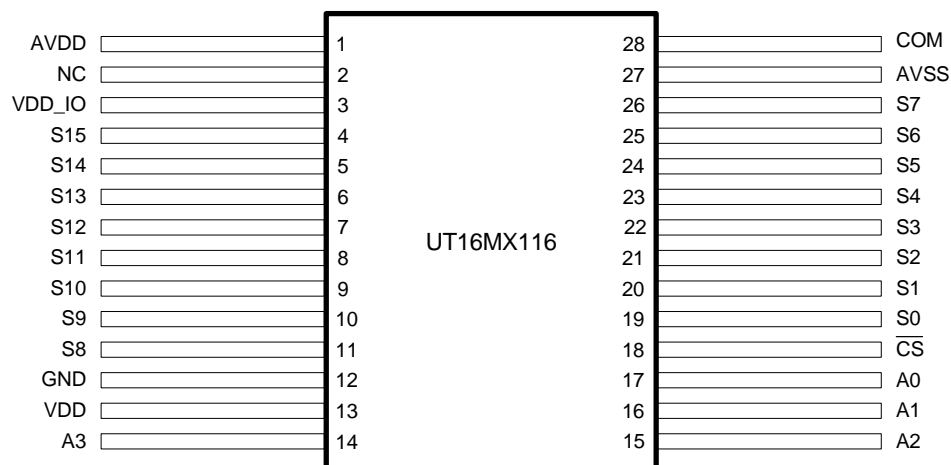 AVDD 1 28 COM
NC 2 27 AVSS
VDD_IO 3 26 S7
S15 4 25 S6
S14 5 24 S5
S13 6 23 S4
S12 7 22 S3
UT16MX116
S11 8 21 S2
S10 9 20 S1
S9 10 19 S0
S8 11 18 C̅S̅
GND 12 17 A0
VDD 13 16 A1
A3 14 15 A2